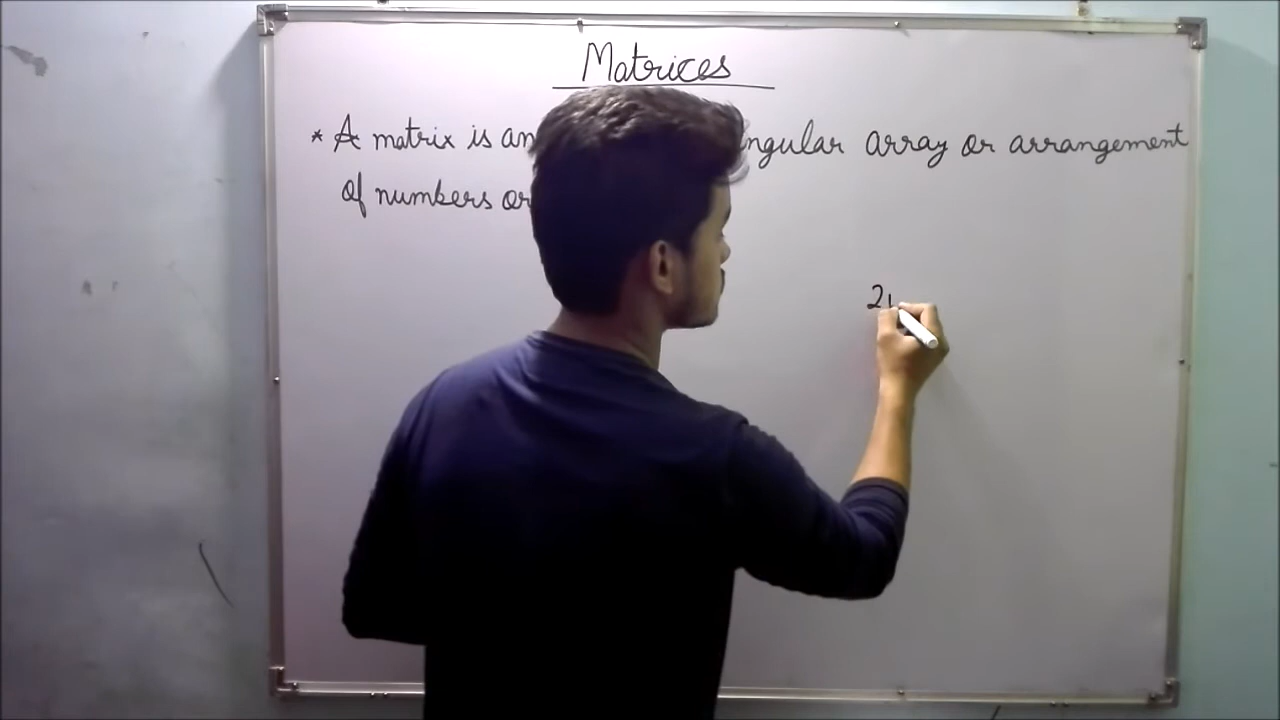 Matrices
* A matrix is an ngular array or arrangement
of numbers or
2